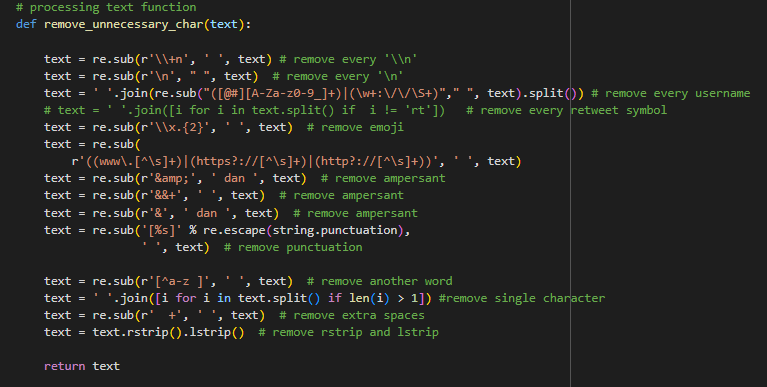 # processing text function
def remove_unnecessary_char(text):
text = re.sub(r'\\+n', ' ', text) # remove every '\\n'
text = re.sub(r'\n', " ", text)  # remove every '\n'
text = ' '.join(re.sub("([@#][A-Za-z0-9_]+)|(\w+:\/\/\S+)"," ", text).split()) # remove every username
# text = ' '.join([i for i in text.split() if  i != 'rt'])   # remove every retweet symbol
text = re.sub(r'\\x.{2}', ' ', text)  # remove emoji
text = re.sub(
r'((www\.[^\s]+)|(https?://[^\s]+)|(http?://[^\s]+))', ' ', text)
text = re.sub(r'&amp;', ' dan ', text)  # remove ampersant
text = re.sub(r'&&+', ' ', text)  # remove ampersant
text = re.sub(r'&', ' dan ', text)  # remove ampersant
text = re.sub('[%s]' % re.escape(string.punctuation),
' ', text)  # remove punctuation
text = re.sub(r'[^a-z ]', ' ', text)  # remove another word
text = ' '.join([i for i in text.split() if len(i) > 1]) #remove single character
text = re.sub(r'  +', ' ', text)  # remove extra spaces
text = text.rstrip().lstrip()  # remove rstrip and lstrip
return text